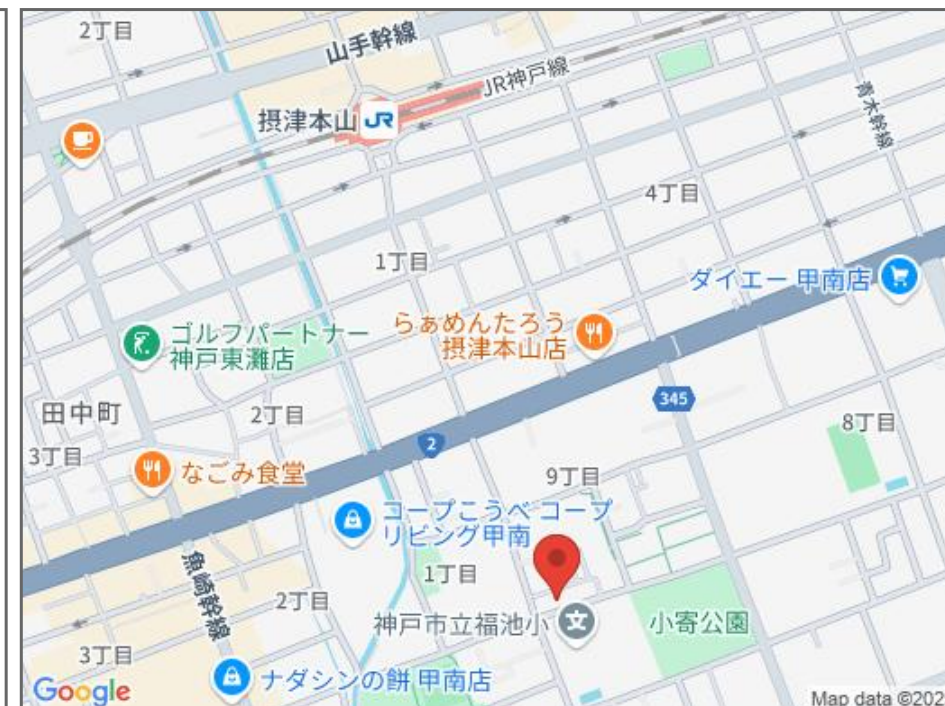 2丁目
山手幹線
JR神戸線
摂津本山
JR
青木幹線
4丁目
1丁目
ダイエー 甲南店
らぁめんたろう
摂津本山店
ゴルフパートナー
神戸東灘店
345
田中町
2丁目
8丁目
2
3丁目
9丁目
なごみ食堂
コープこうべ コープ
リビング甲南
魚崎幹線
1丁目
2丁目
神戸市立福池小
文
小寄公園
3丁目
ナダシンの餅 甲南店
Google
Map data ©202